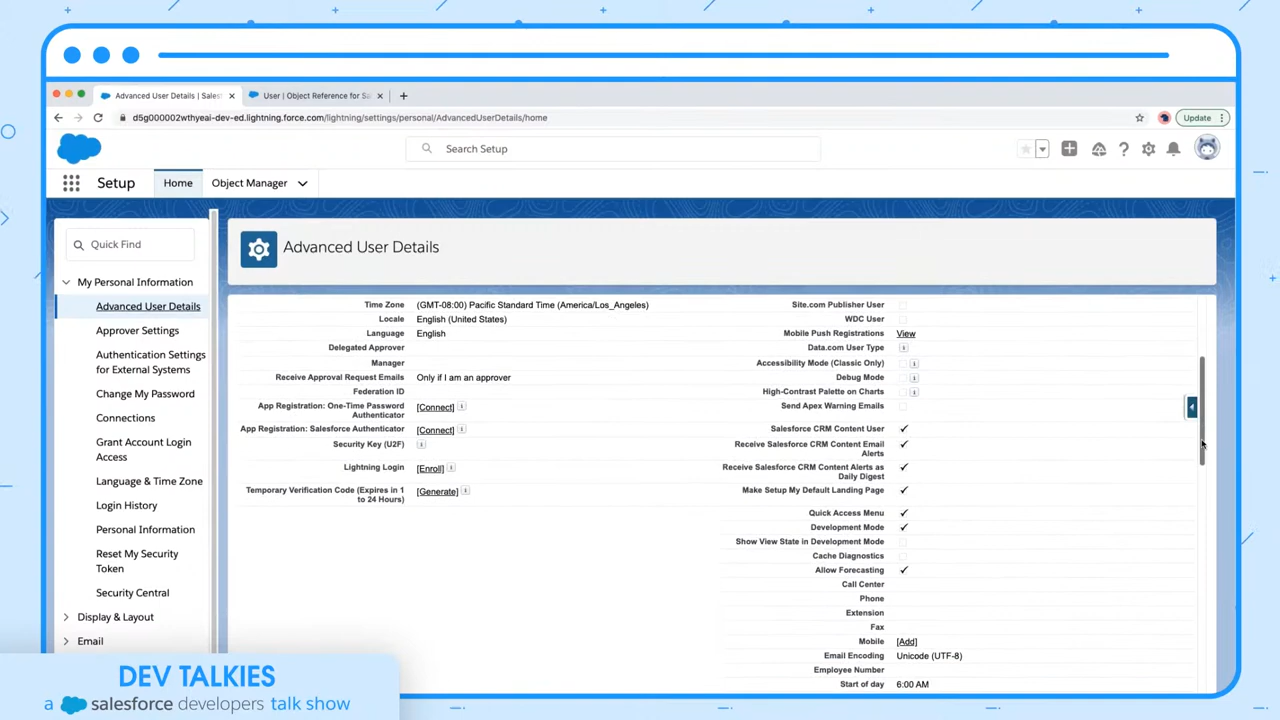 Advanced User Details | Sales
User | Object Reference for Sa
d5g000002wthyeai-dev-ed.lightning.force.com/lightning/settings/personal/AdvancedUserDetails/home
Update
Search Setup
Setup
Home
Object Manager
Quick Find
My Personal Information
Advanced User Details
Approver Settings
Authentication Settings
for External Systems
Change My Password
Connections
Grant Account Login
Access
Language & Time Zone
Login History
Personal Information
Reset My Security
Token
Security Central
Display & Layout
Email
Advanced User Details
Time Zone (GMT-08:00) Pacific Standard Time (America/Los_Angeles)
Locale English (United States)
Language English
Delegated Approver
Manager
Receive Approval Request Emails Only if I am an approver
Federation ID
App Registration: One-Time Password
Authenticator [Connect]
App Registration: Salesforce Authenticator [Connect]
Security Key (U2F)
Lightning Login [Enroll]
Temporary Verification Code (Expires in 1
to 24 Hours) [Generate]
Site.com Publisher User
WDC User
Mobile Push Registrations View
Data.com User Type
Accessibility Mode (Classic Only)
Debug Mode
High-Contrast Palette on Charts
Send Apex Warning Emails
Salesforce CRM Content User
Receive Salesforce CRM Content Email
Alerts
Receive Salesforce CRM Content Alerts as
Daily Digest
Make Setup My Default Landing Page
Quick Access Menu
Development Mode
Show View State in Development Mode
Cache Diagnostics
Allow Forecasting
Call Center
Phone
Extension
Fax
Mobile [Add]
Email Encoding Unicode (UTF-8)
Employee Number
Start of day 6:00 AM
DEV TALKIES
a salesforce developers talk show